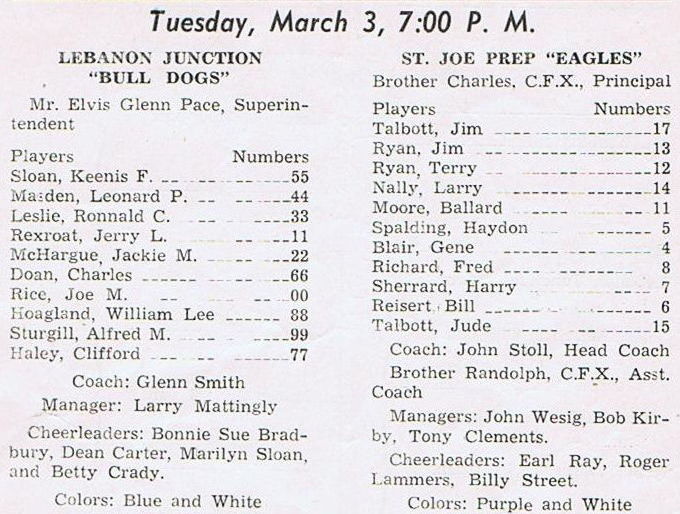 Tuesday, March 3, 7:00 P. M.
LEBANON JUNCTION
"BULL DOGS"
Mr. Elvis Glenn Pace, Superin-
tendent
Players Numbers
Sloan, Keenis F. 55
Masden, Leonard P. 44
Leslie, Ronnald C. 33
Rexroat, Jerry L. 11
McHargue, Jackie M. 22
Doan, Charles 66
Rice, Joe M. 00
Hoagland, William Lee 88
Sturgill, Alfred M. 99
Haley, Clifford 77
Coach: Glenn Smith
Manager: Larry Mattingly
Cheerleaders: Bonnie Sue Brad-
bury, Dean Carter, Marilyn Sloan,
and Betty Crady.
Colors: Blue and White
ST. JOE PREP "EAGLES"
Brother Charles, C.F.X., Principal
Players Numbers
Talbott, Jim 17
Ryan, Jim 13
Ryan, Terry 12
Nally, Larry 14
Moore, Ballard 11
Spalding, Haydon 5
Blair, Gene 4
Richard, Fred 8
Sherrard, Harry 7
Reisert, Bill 6
Talbott, Jude 15
Coach: John Stoll, Head Coach
Brother Randolph, C.F.X., Asst.
Coach
Managers: John Wesig, Bob Kir-
by, Tony Clements.
Cheerleaders: Earl Ray, Roger
Lammers, Billy Street.
Colors: Purple and White